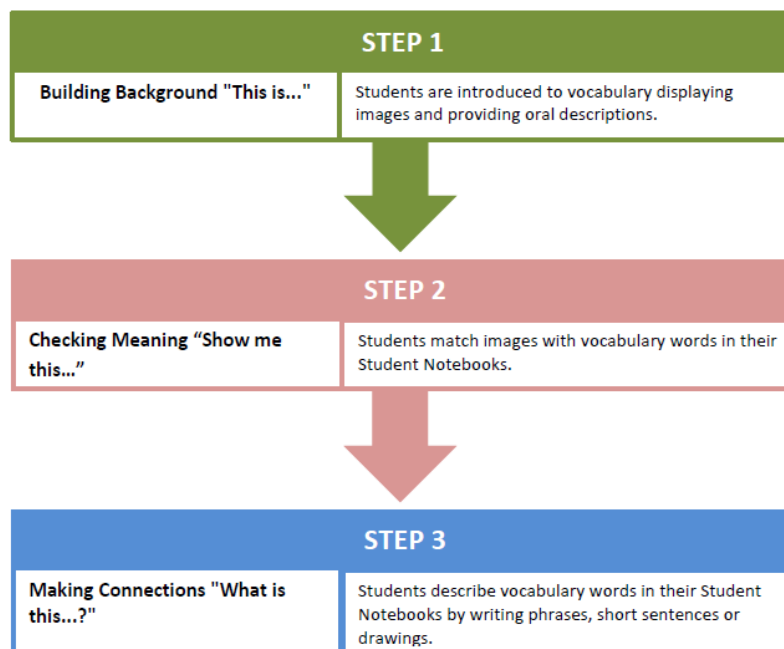 STEP 1
Building Background "This is..."
Students are introduced to vocabulary displaying
images and providing oral descriptions.
STEP 2
Checking Meaning “Show me
this...”
Students match images with vocabulary words in their
Student Notebooks.
STEP 3
Making Connections "What is
this...?"
Students describe vocabulary words in their Student
Notebooks by writing phrases, short sentences or
drawings.